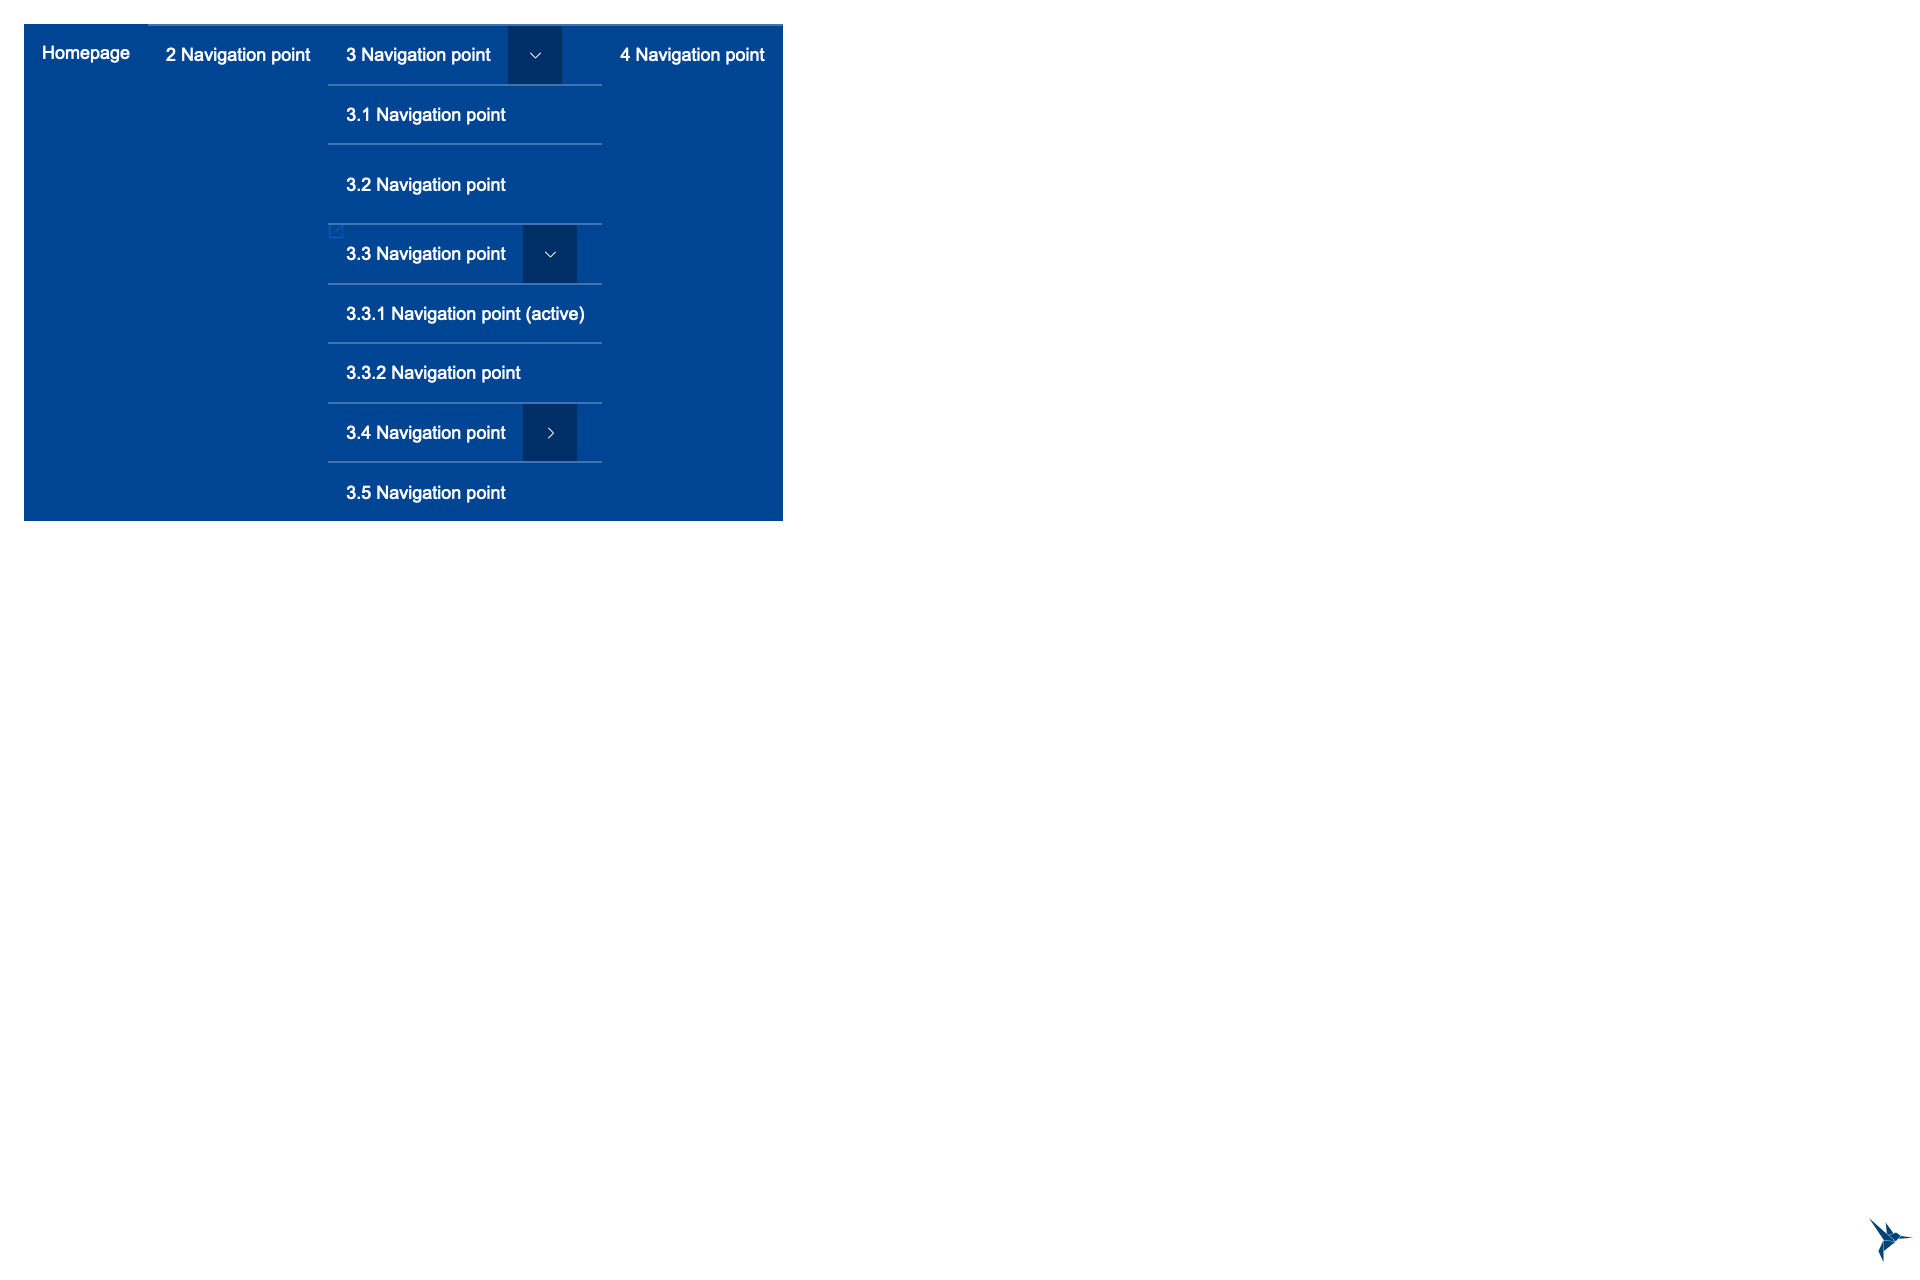 Homepage
2 Navigation point
3 Navigation point
4 Navigation point
3.1 Navigation point
3.2 Navigation point
3.3 Navigation point
3.3.1 Navigation point (active)
3.3.2 Navigation point
3.4 Navigation point
3.5 Navigation point